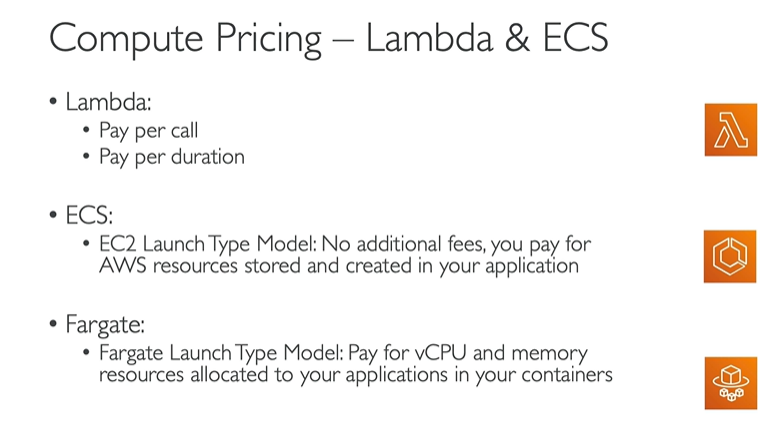 Compute Pricing – Lambda & ECS
• Lambda:
• Pay per call
• Pay per duration
• ECS:
• EC2 Launch Type Model: No additional fees, you pay for
AWS resources stored and created in your application
• Fargate:
• Fargate Launch Type Model: Pay for vCPU and memory
resources allocated to your applications in your containers